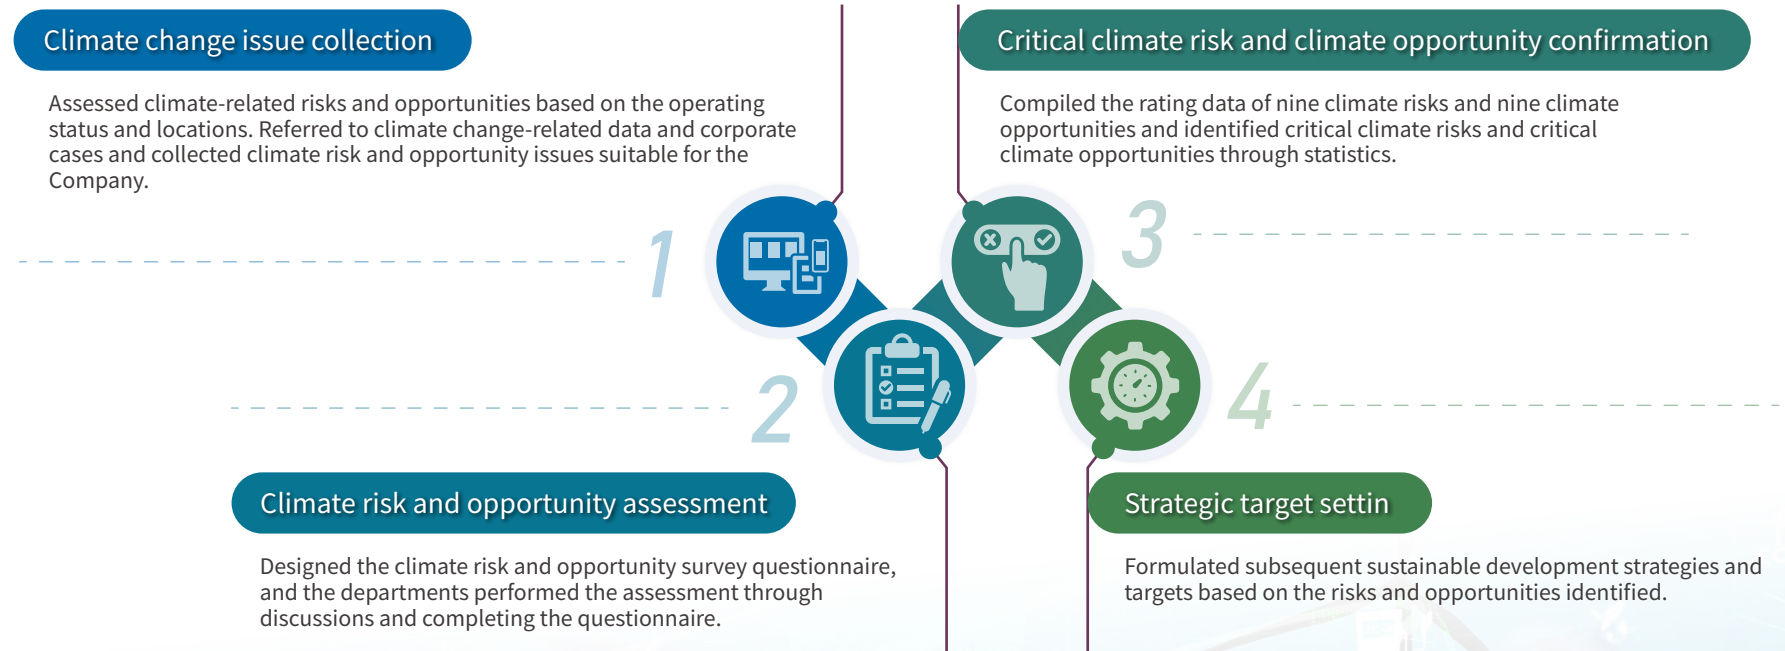 Climate change issue collection
Assessed climate-related risks and opportunities based on the operating
status and locations. Referred to climate change-related data and corporate
cases and collected climate risk and opportunity issues suitable for the
Company.
1
2
Climate risk and opportunity assessment
Designed the climate risk and opportunity survey questionnaire,
and the departments performed the assessment through
discussions and completing the questionnaire.
Critical climate risk and climate opportunity confirmation
Compiled the rating data of nine climate risks and nine climate
opportunities and identified critical climate risks and critical
climate opportunities through statistics.
3
4
Strategic target settin
Formulated subsequent sustainable development strategies and
targets based on the risks and opportunities identified.